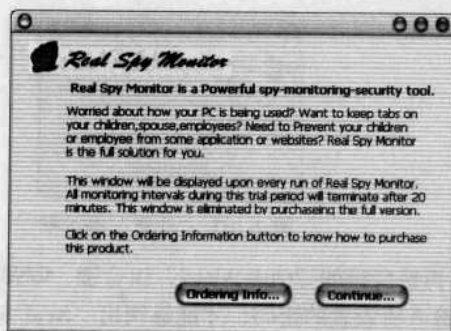 Real Spy Monitor
Real Spy Monitor is a Powerful spy-monitoring-security tool.
Worried about how your PC is being used? Want to keep tabs on
your children,spouse,employees? Need to Prevent your children
or employee from some application or websites? Real Spy Monitor
is the full solution for you.
This window will be displayed upon every run of Real Spy Monitor.
All monitoring intervals during this trial period will terminate after 20
minutes. This window is eliminated by purchaseing the full version.
Click on the Ordering Information button to know how to purchase
this product.
Ordering Info...
Continue...